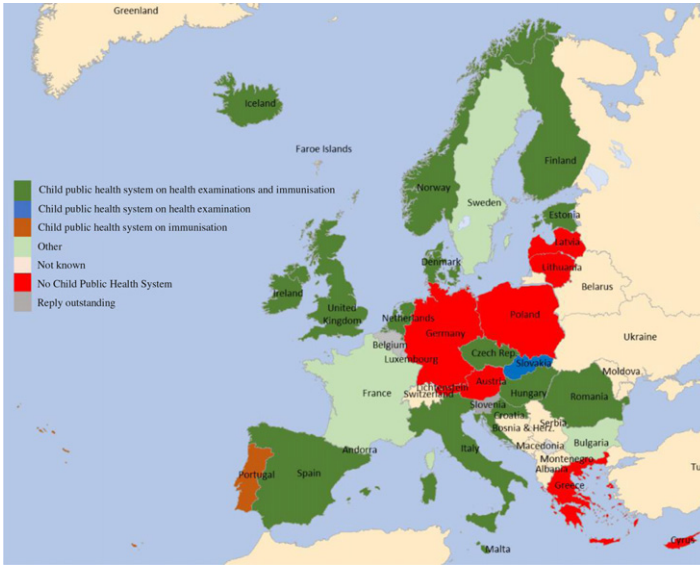 Greenland
Iceland
Faroe Islands
Norway
Sweden
Finland
Child public health system on health examinations and immunisation
Child public health system on health examination
Child public health system on immunisation
Other
Not known
No Child Public Health System
Reply outstanding
Estonia
Latvia
Lithuania
Denmark
Belarus
Ireland
United
Kingdom
Netherlands
Germany
Poland
Belgium
Luxembourg
Czech Rep.
Slovakia
Ukraine
Moldova
France
Liechtenstein
Switzerland
Austria
Hungary
Romania
Slovenia
Croatia
Bosnia & Herz.
Serbia
Bulgaria
Italy
Macedonia
Montenegro
Albania
Andorra
Portugal
Spain
Greece
Tu
Malta
Cyprus